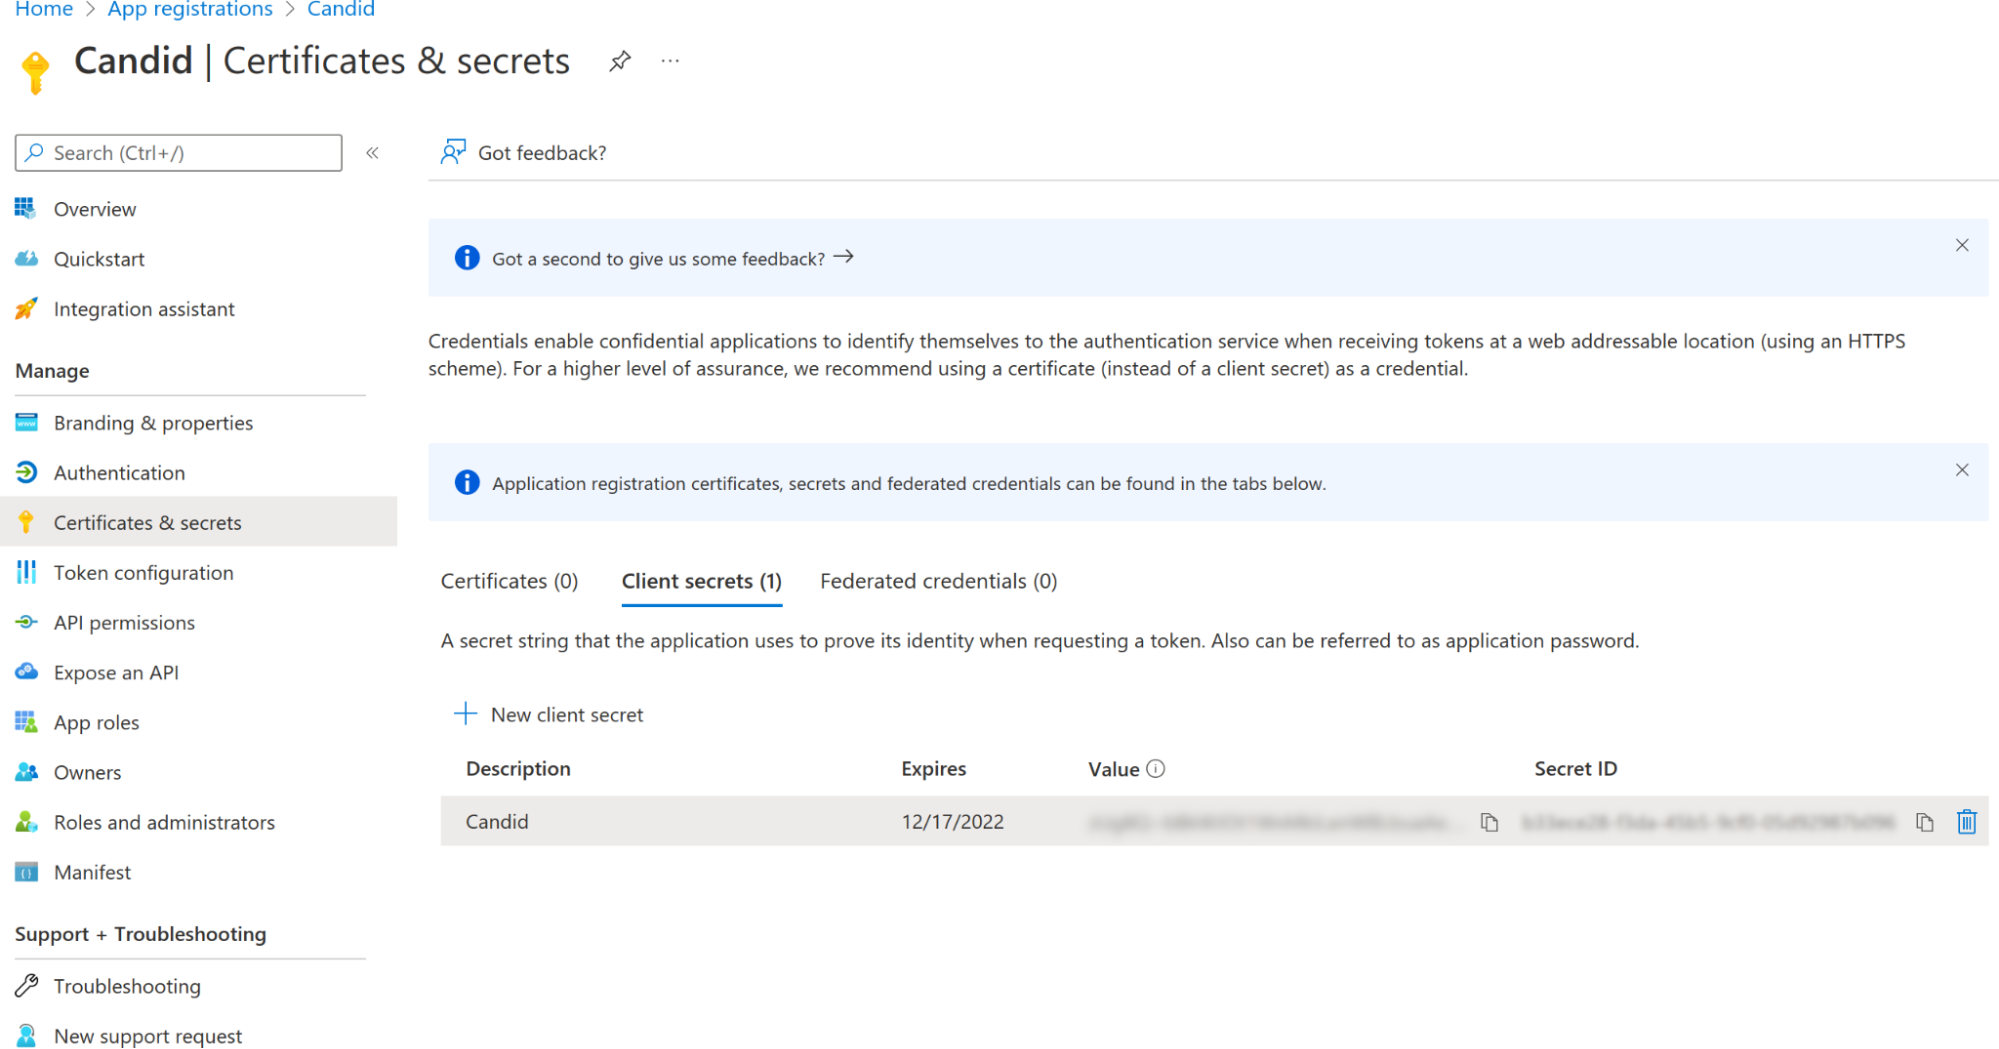 Home > App registrations > Candid
Candid | Certificates & secrets ...
Search (Ctrl+/) «
Got feedback?
Overview
Quickstart
Integration assistant
Manage
Branding & properties
Authentication
Certificates & secrets
Token configuration
API permissions
Expose an API
App roles
Owners
Roles and administrators
Manifest
Support + Troubleshooting
Troubleshooting
New support request
Got a second to give us some feedback? →
Credentials enable confidential applications to identify themselves to the authentication service when receiving tokens at a web addressable location (using an HTTPS
scheme). For a higher level of assurance, we recommend using a certificate (instead of a client secret) as a credential.
Application registration certificates, secrets and federated credentials can be found in the tabs below.
Certificates (0) Client secrets (1) Federated credentials (0)
A secret string that the application uses to prove its identity when requesting a token. Also can be referred to as application password.
+ New client secret
Description Expires Value Secret ID
Candid 12/17/2022